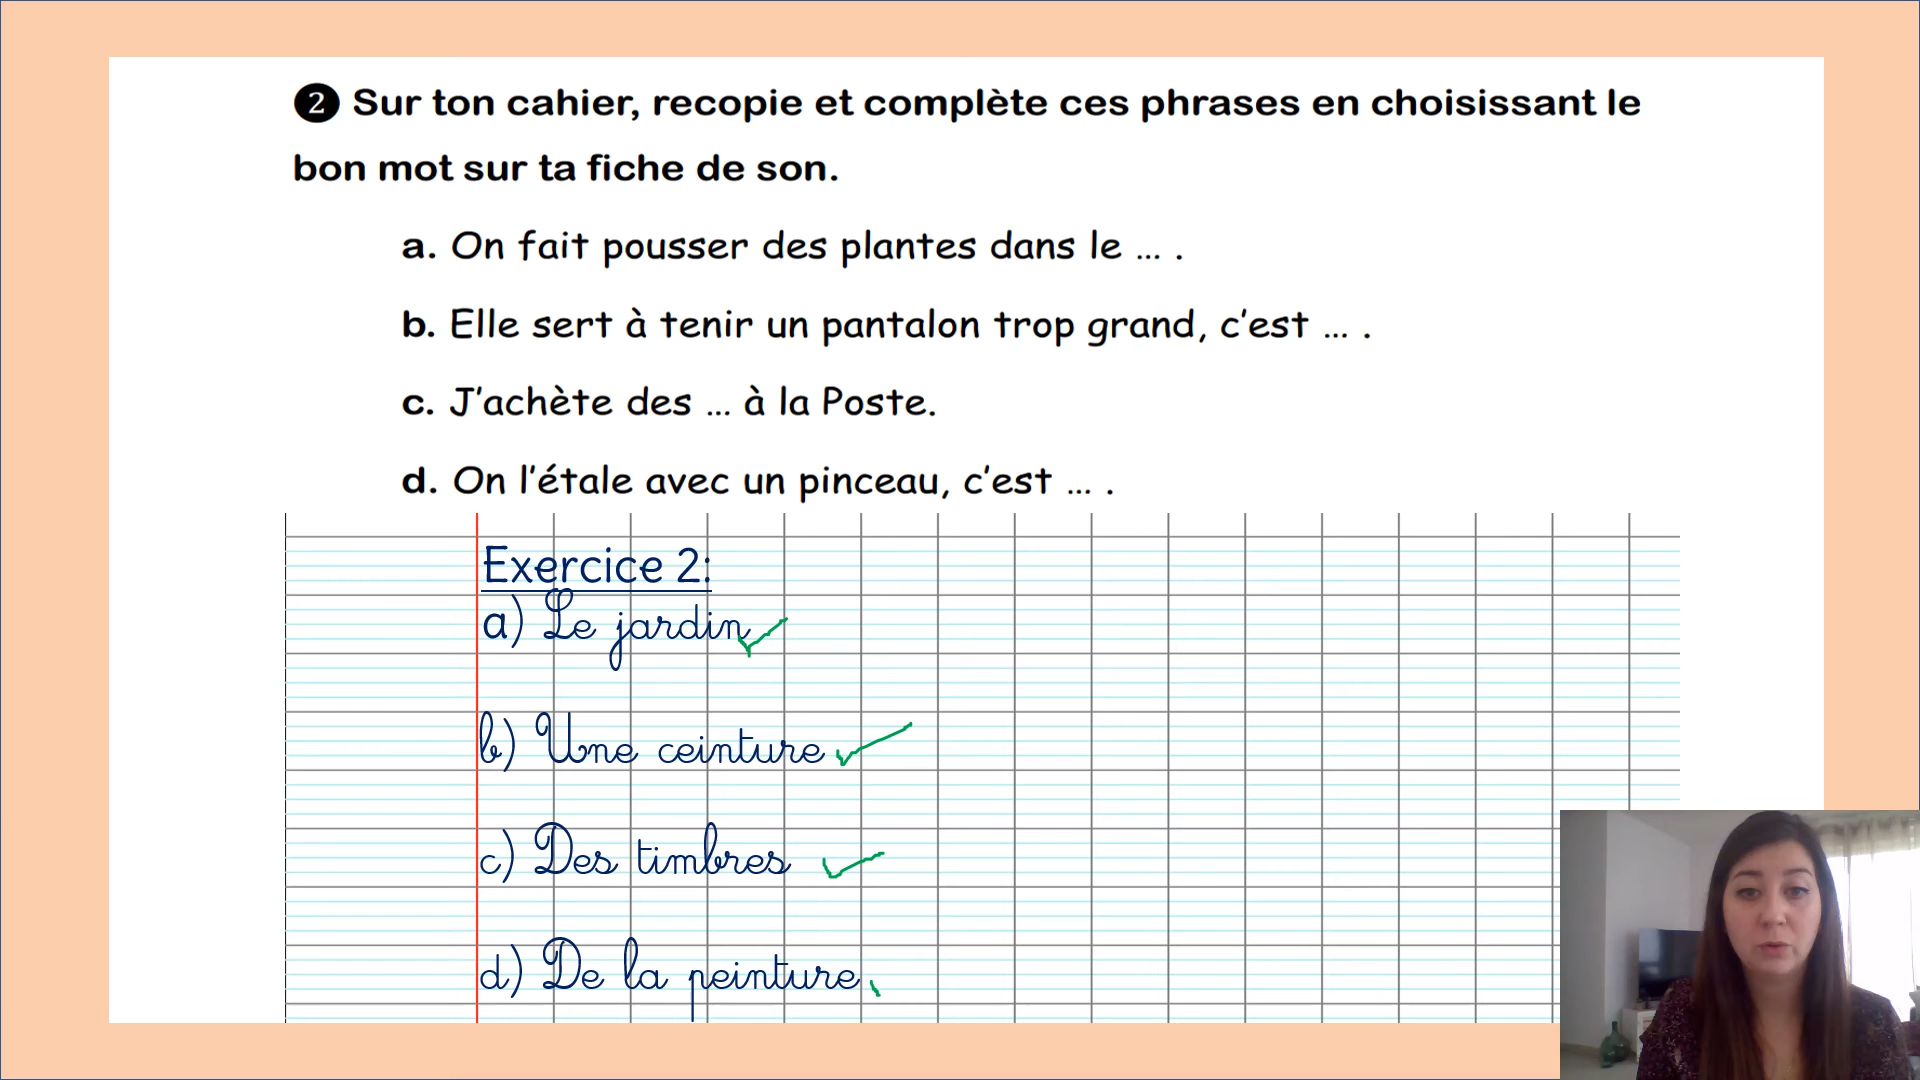 ❷ Sur ton cahier, recopie et complète ces phrases en choisissant le
bon mot sur ta fiche de son.
a. On fait pousser des plantes dans le ... .
b. Elle sert à tenir un pantalon trop grand, c'est ... .
c. J'achète des ... à la Poste.
d. On l'étale avec un pinceau, c'est ... .
Exercice 2:
a) Le jardin
b) Une ceinture
c) Des timbres
d) De la peinture